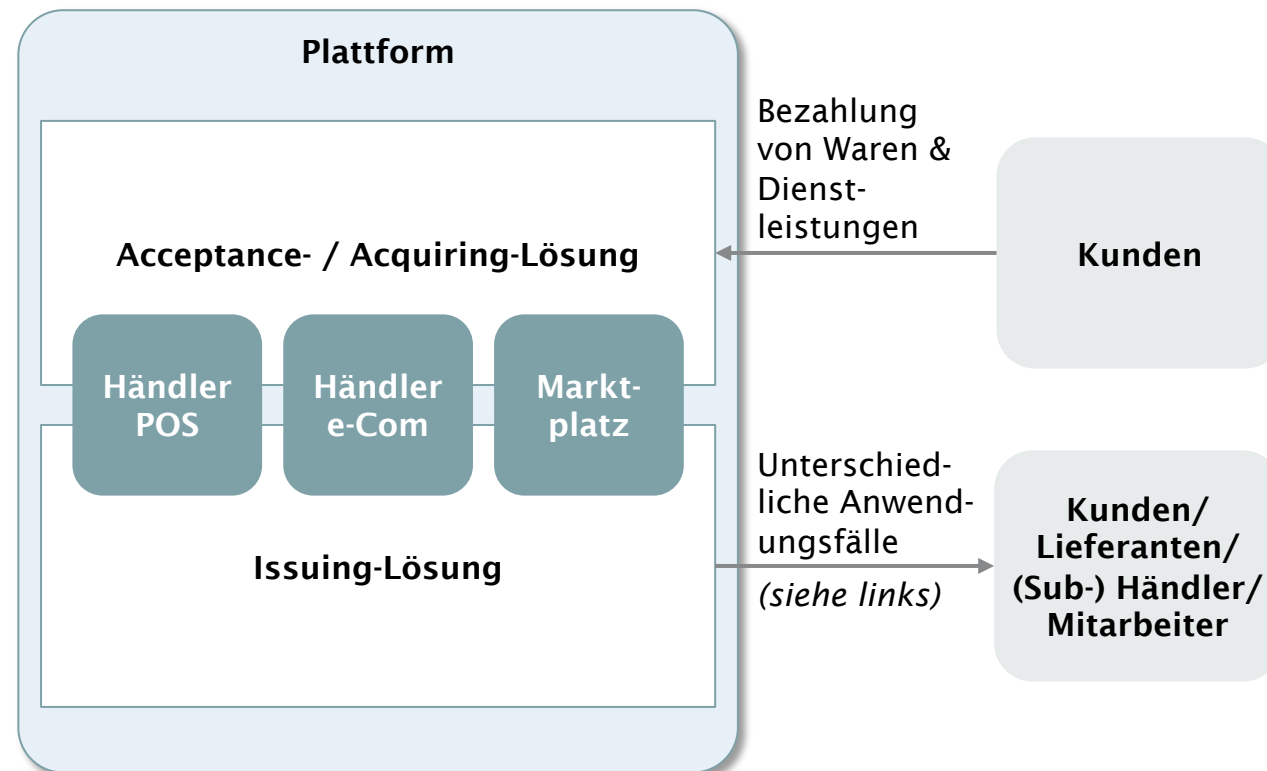 Plattform
Bezahlung
von Waren &
Dienst-
leistungen
Acceptance- / Acquiring-Lösung
Kunden
Händler
POS
Händler
e-Com
Markt-
platz
Unterschied-
liche Anwend-
ungsfälle
(siehe links)
Issuing-Lösung
Kunden/
Lieferanten/
(Sub-) Händler/
Mitarbeiter